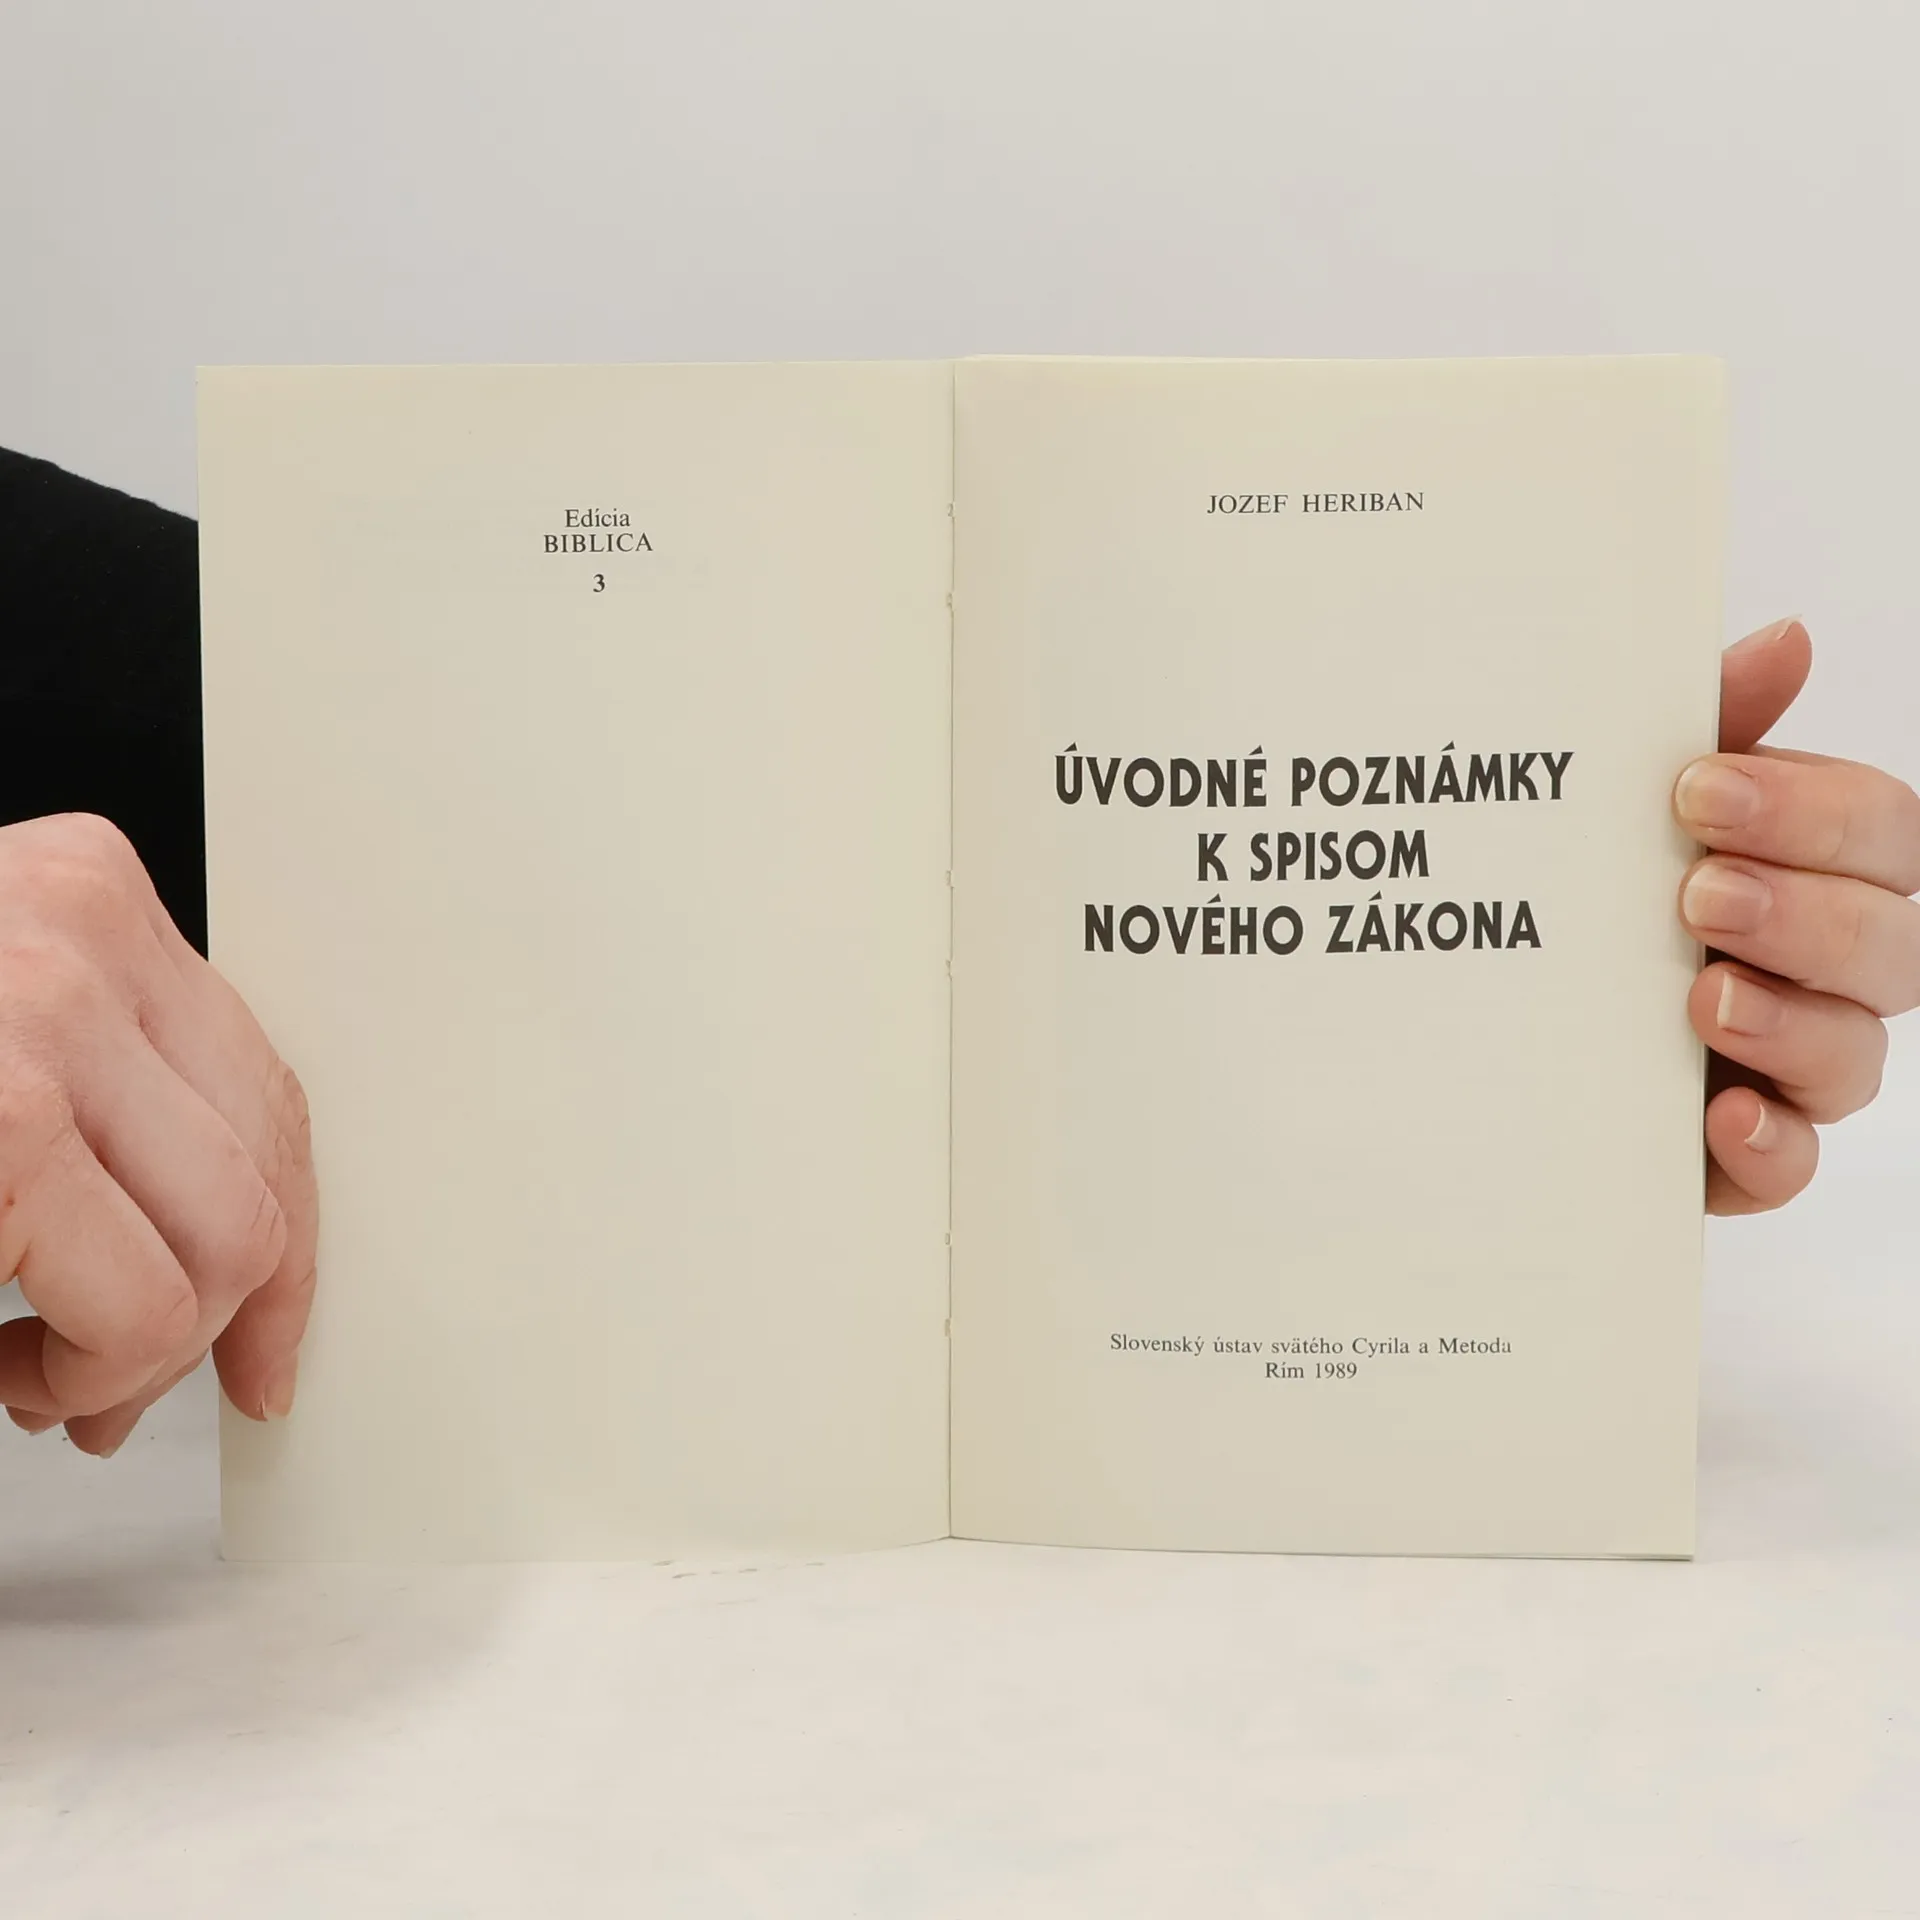 Edícia
BIBLICA
3
JOZEF HERIBAN
ÚVODNÉ POZNÁMKY
K SPISOM
NOVÉHO ZÁKONA
Slovenský ústav svätého Cyrila a Metoda
Rím 1989